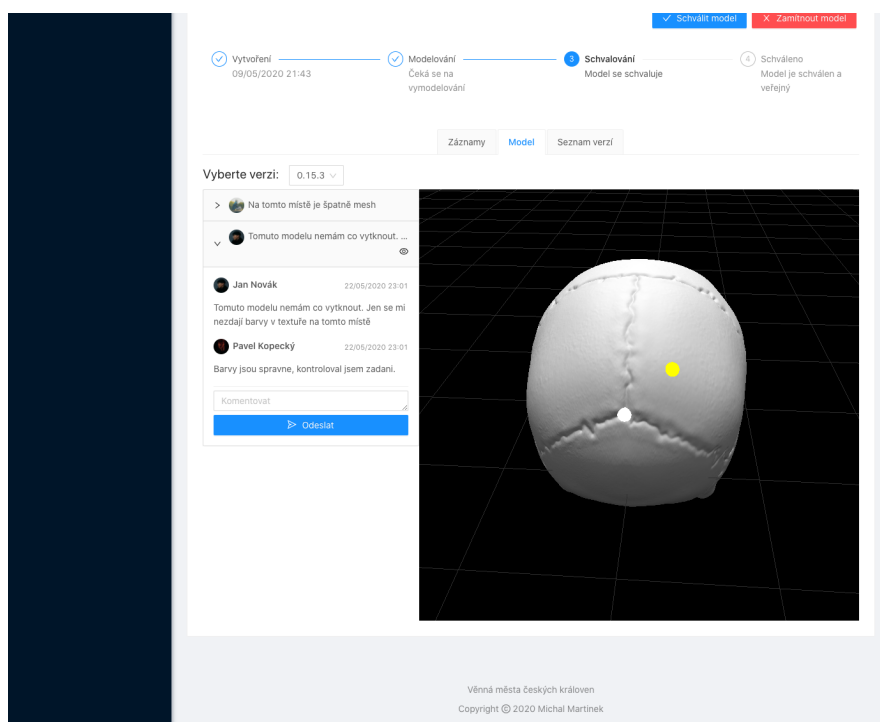 Schválit model
Zamítnout model
Vytvoření
09/05/2020 21:43
Modelování
Čeká se na
vymodelování
3
Schvalování
Model se schvaluje
4
Schváleno
Model je schválen a
veřejný
Záznamy
Model
Seznam verzí
Vyberte verzi:
0.15.3
Na tomto místě je špatně mesh
Tomuto modelu nemám co vytknout. ...
Jan Novák
22/05/2020 23:01
Tomuto modelu nemám co vytknout. Jen se mi
nezdají barvy v textuře na tomto místě
Pavel Kopecký
22/05/2020 23:01
Barvy jsou spravne, kontroloval jsem zadani.
Komentovat
Odeslat
Věnná města českých královen
Copyright © 2020 Michal Martinek